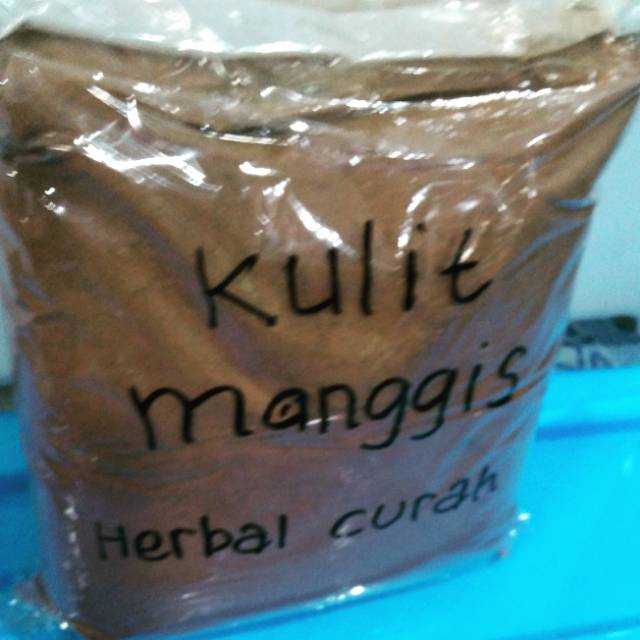 Kulit
manggis
Herbal curah